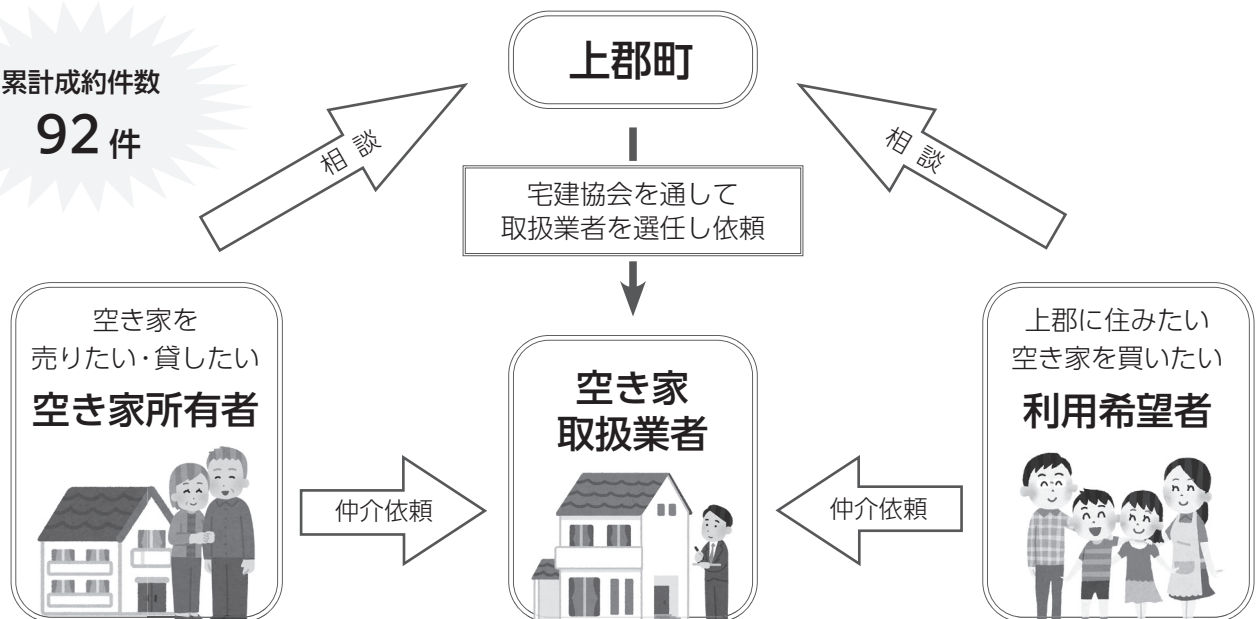 累計成約件数
92件
上郡町
相談
相談
宅建協会を通して
取扱業者を選任し依頼
空き家を
売りたい・貸したい
空き家所有者
仲介依頼
空き家
取扱業者
仲介依頼
上郡に住みたい
空き家を買いたい
利用希望者